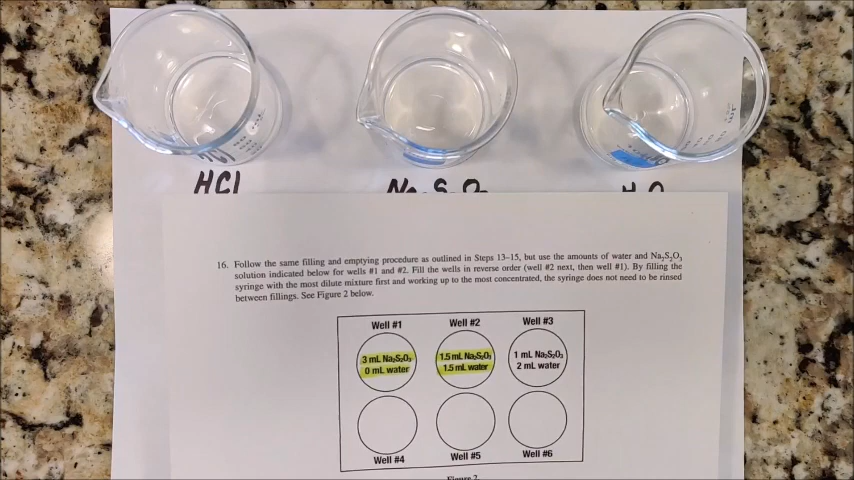 HCl
16. Follow the same filling and emptying procedure as outlined in Steps 13–15, but use the amounts of water and Na₂S₂O₃
solution indicated below for wells #1 and #2. Fill the wells in reverse order (well #2 next, then well #1). By filling the
syringe with the most dilute mixture first and working up to the most concentrated, the syringe does not need to be rinsed
between fillings. See Figure 2 below.
Well #1 Well #2 Well #3
3 mL Na₂S₂O₃ 1.5 mL Na₂S₂O₃ 1 mL Na₂S₂O₃
0 mL water 1.5 mL water 2 mL water
Well #4 Well #5 Well #6
Figure 2